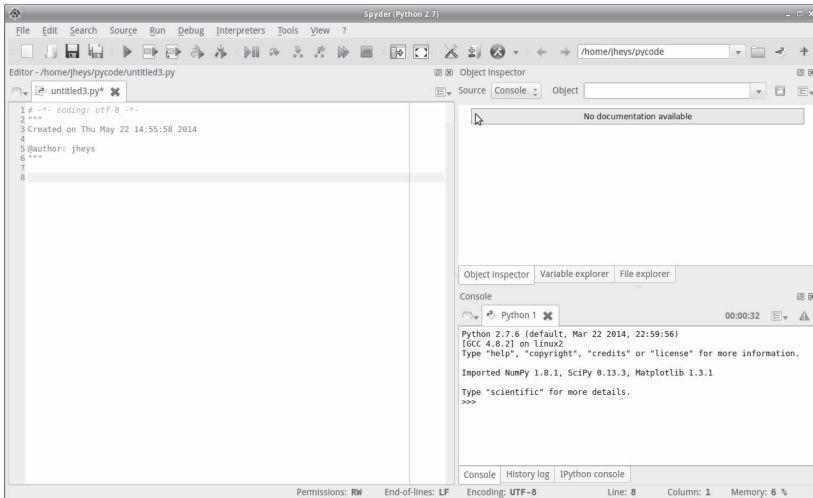 Spyder (Python 2.7)
File Edit Search Source Run Debug Interpreters Tools View ?
/home/jheys/pycode
Editor - /home/jheys/pycode/untitled3.py
untitled3.py*
1 # -*- coding: utf-8 -*-
2 """
3 Created on Thu May 22 14:55:58 2014
4
5 @author: jheys
6 """
7
8
Object inspector
Source Console Object
No documentation available
Object inspector Variable explorer File explorer
Console
Python 1 00:00:32
Python 2.7.6 (default, Mar 22 2014, 22:59:56)
[GCC 4.8.2] on linux2
Type "help", "copyright", "credits" or "license" for more information.
Imported NumPy 1.8.1, SciPy 0.13.3, Matplotlib 1.3.1
Type "scientific" for more details.
>>>
Console History log IPython console
Permissions: RW End-of-lines: LF Encoding: UTF-8 Line: 8 Column: 1 Memory: 6 %